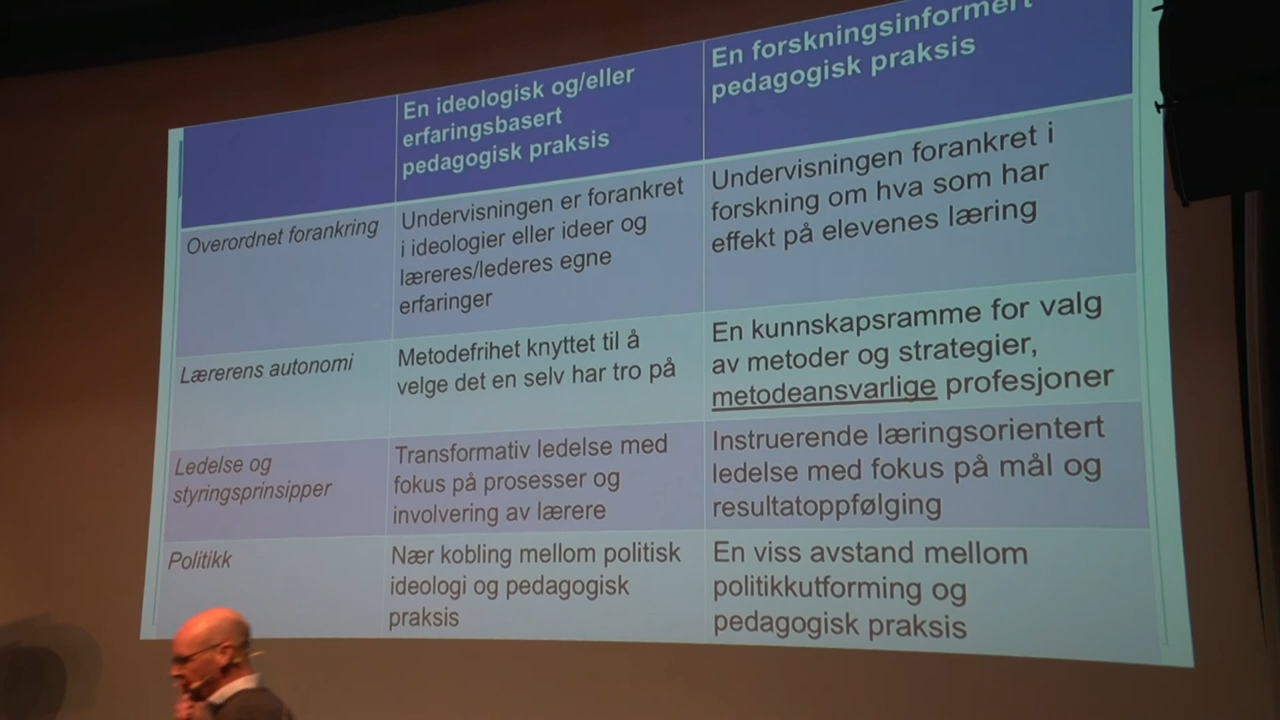 En ideologisk og/eller
erfaringsbasert
pedagogisk praksis
En forskningsinformert
pedagogisk praksis
Overordnet forankring
Undervisningen er forankret
i ideologier eller ideer og
læreres/lederes egne
erfaringer
Undervisningen forankret i
forskning om hva som har
effekt på elevenes læring
Lærerens autonomi
Metodefrihet knyttet til å
velge det en selv har tro på
En kunnskapsramme for valg
av metoder og strategier,
metodeansvarlige profesjoner
Ledelse og
styringsprinsipper
Transformativ ledelse med
fokus på prosesser og
involvering av lærere
Instruerende læringsorientert
ledelse med fokus på mål og
resultatoppfølging
Politikk
Nær kobling mellom politisk
ideologi og pedagogisk
praksis
En viss avstand mellom
politikkutforming og
pedagogisk praksis